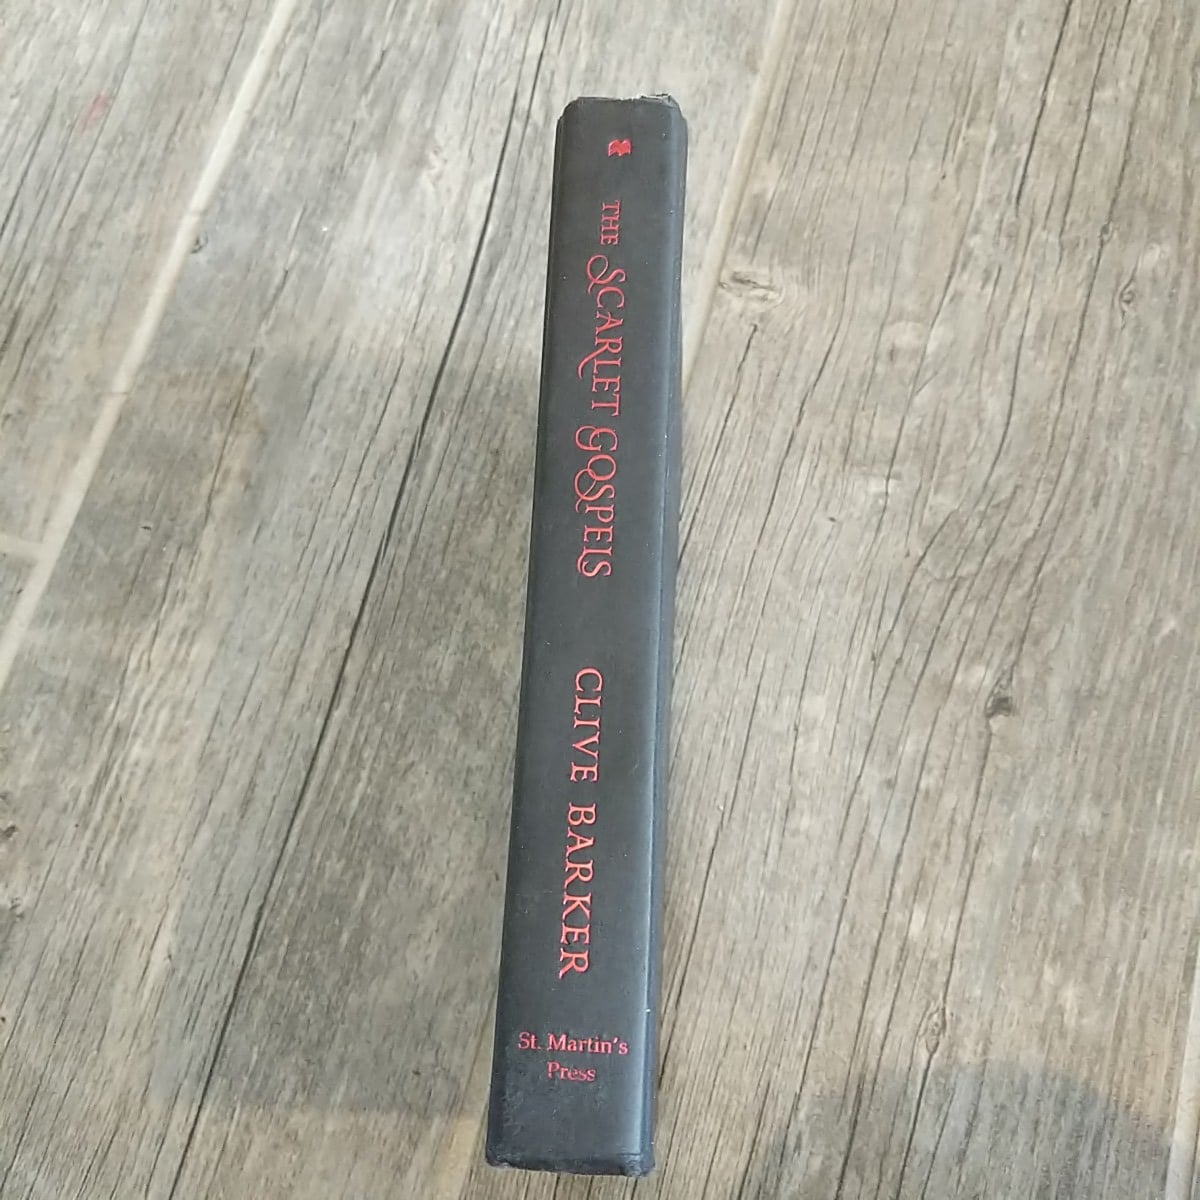 THE SCARLET GOSPELS
CLIVE BARKER
St. Martin's
Press